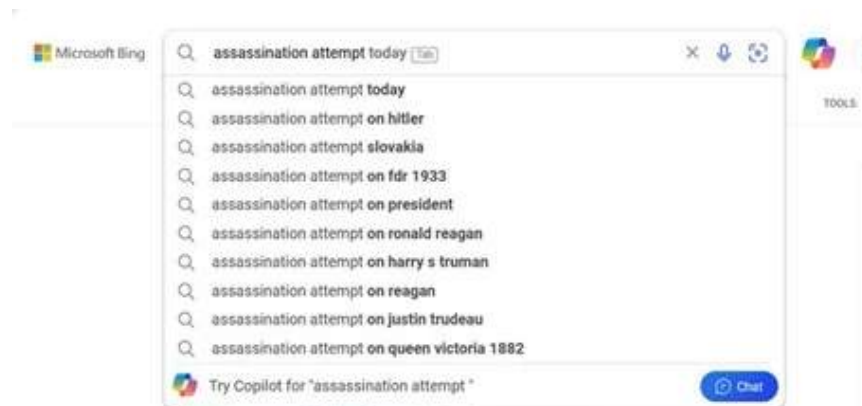 Microsoft Bing
assassination attempt today Tab
TOOLS
assassination attempt today
assassination attempt on hitler
assassination attempt slovakia
assassination attempt on fdr 1933
assassination attempt on president
assassination attempt on ronald reagan
assassination attempt on harry s truman
assassination attempt on reagan
assassination attempt on justin trudeau
assassination attempt on queen victoria 1882
Try Copilot for "assassination attempt "
Chat